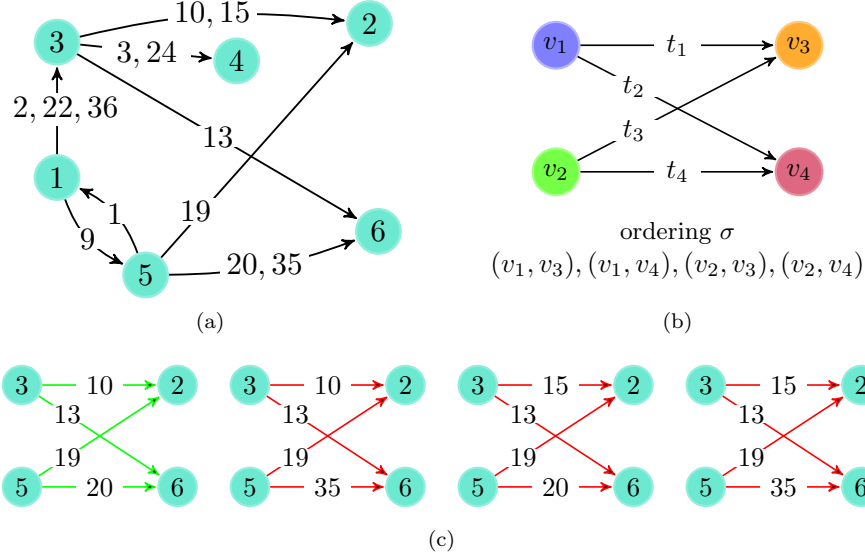 10, 15
2
3
3, 24
4
2, 22, 36
13
1
1
19
6
9
5
20, 35
(a)
v₁
t₁
v₃
t₂
t₃
v₂
t₄
v₄
ordering σ
(v₁, v₃), (v₁, v₄), (v₂, v₃), (v₂, v₄)
(b)
3 10 2
13
19
5 20 6
3 10 2
13
19
5 35 6
3 15 2
13
19
5 20 6
3 15 2
13
19
5 35 6
(c)